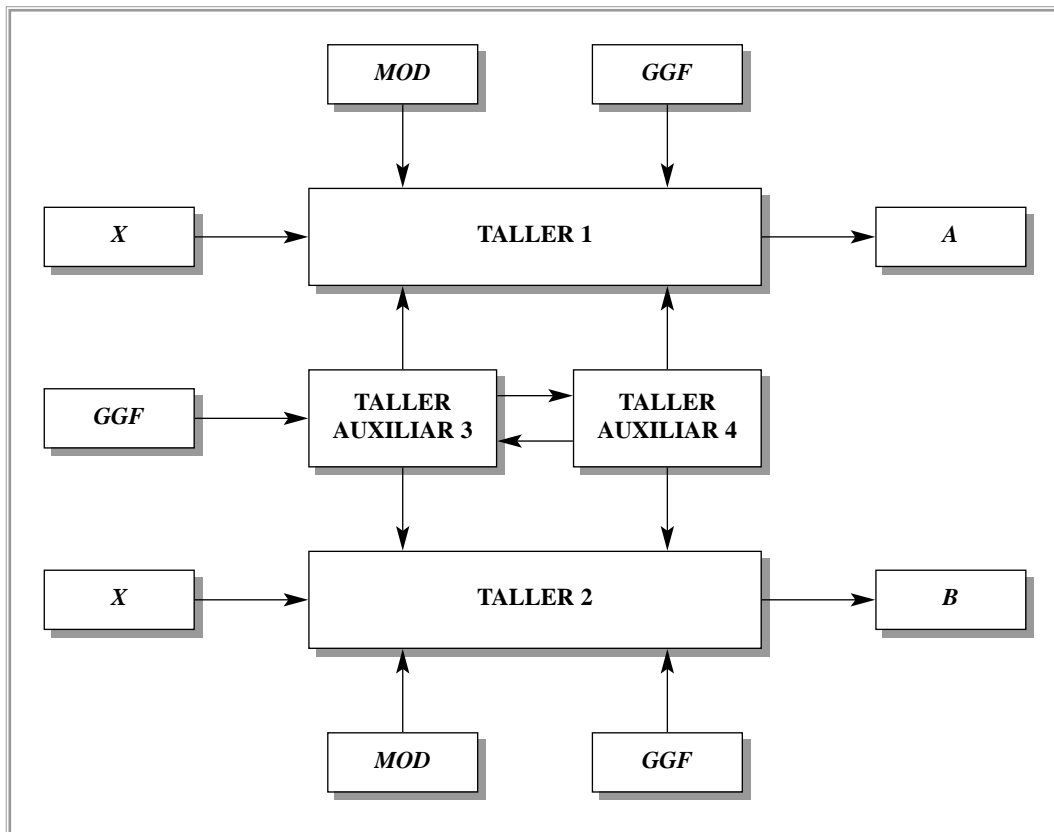 MOD
GGF
X
TALLER 1
A
GGF
TALLER
AUXILIAR 3
TALLER
AUXILIAR 4
X
TALLER 2
B
MOD
GGF